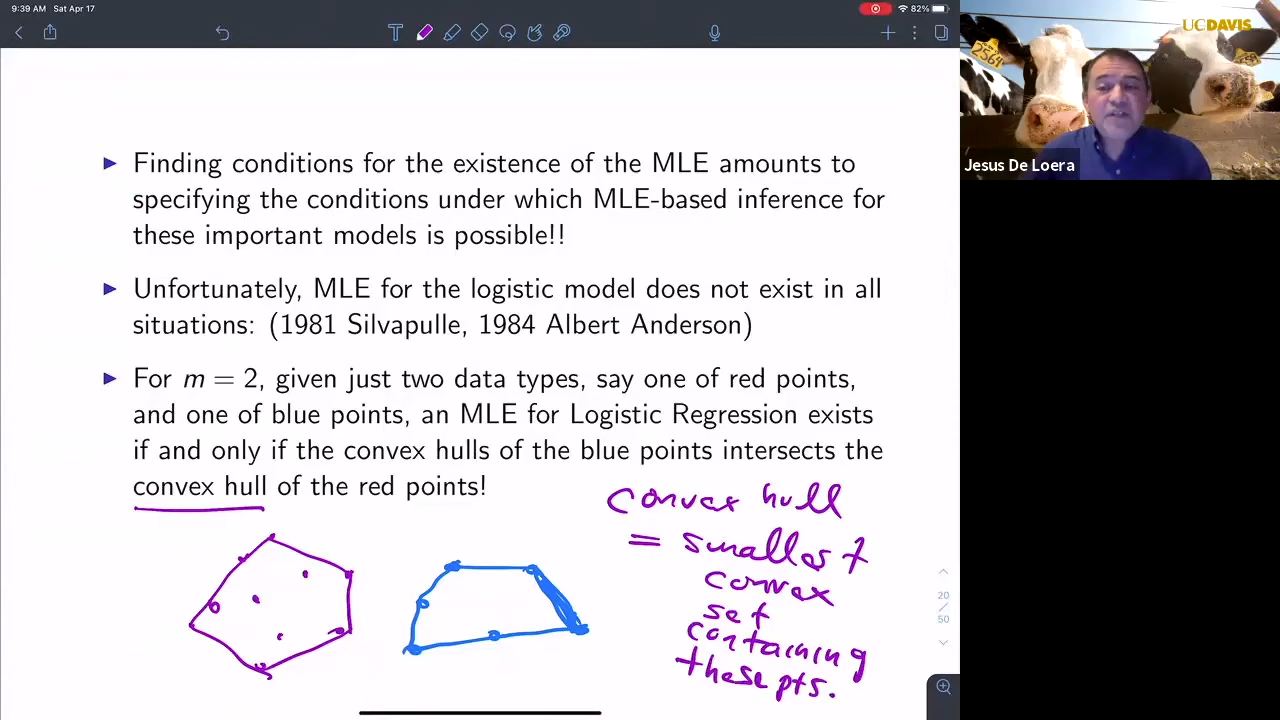 9:39 AM Sat Apr 17
82%
UC DAVIS
2564
Jesus De Loera
▶ Finding conditions for the existence of the MLE amounts to
specifying the conditions under which MLE-based inference for
these important models is possible!!
▶ Unfortunately, MLE for the logistic model does not exist in all
situations: (1981 Silvapulle, 1984 Albert Anderson)
▶ For m = 2, given just two data types, say one of red points,
and one of blue points, an MLE for Logistic Regression exists
if and only if the convex hulls of the blue points intersects the
convex hull of the red points!
convex hull
= smallest
convex
set
containing
these pts.
20
/
50